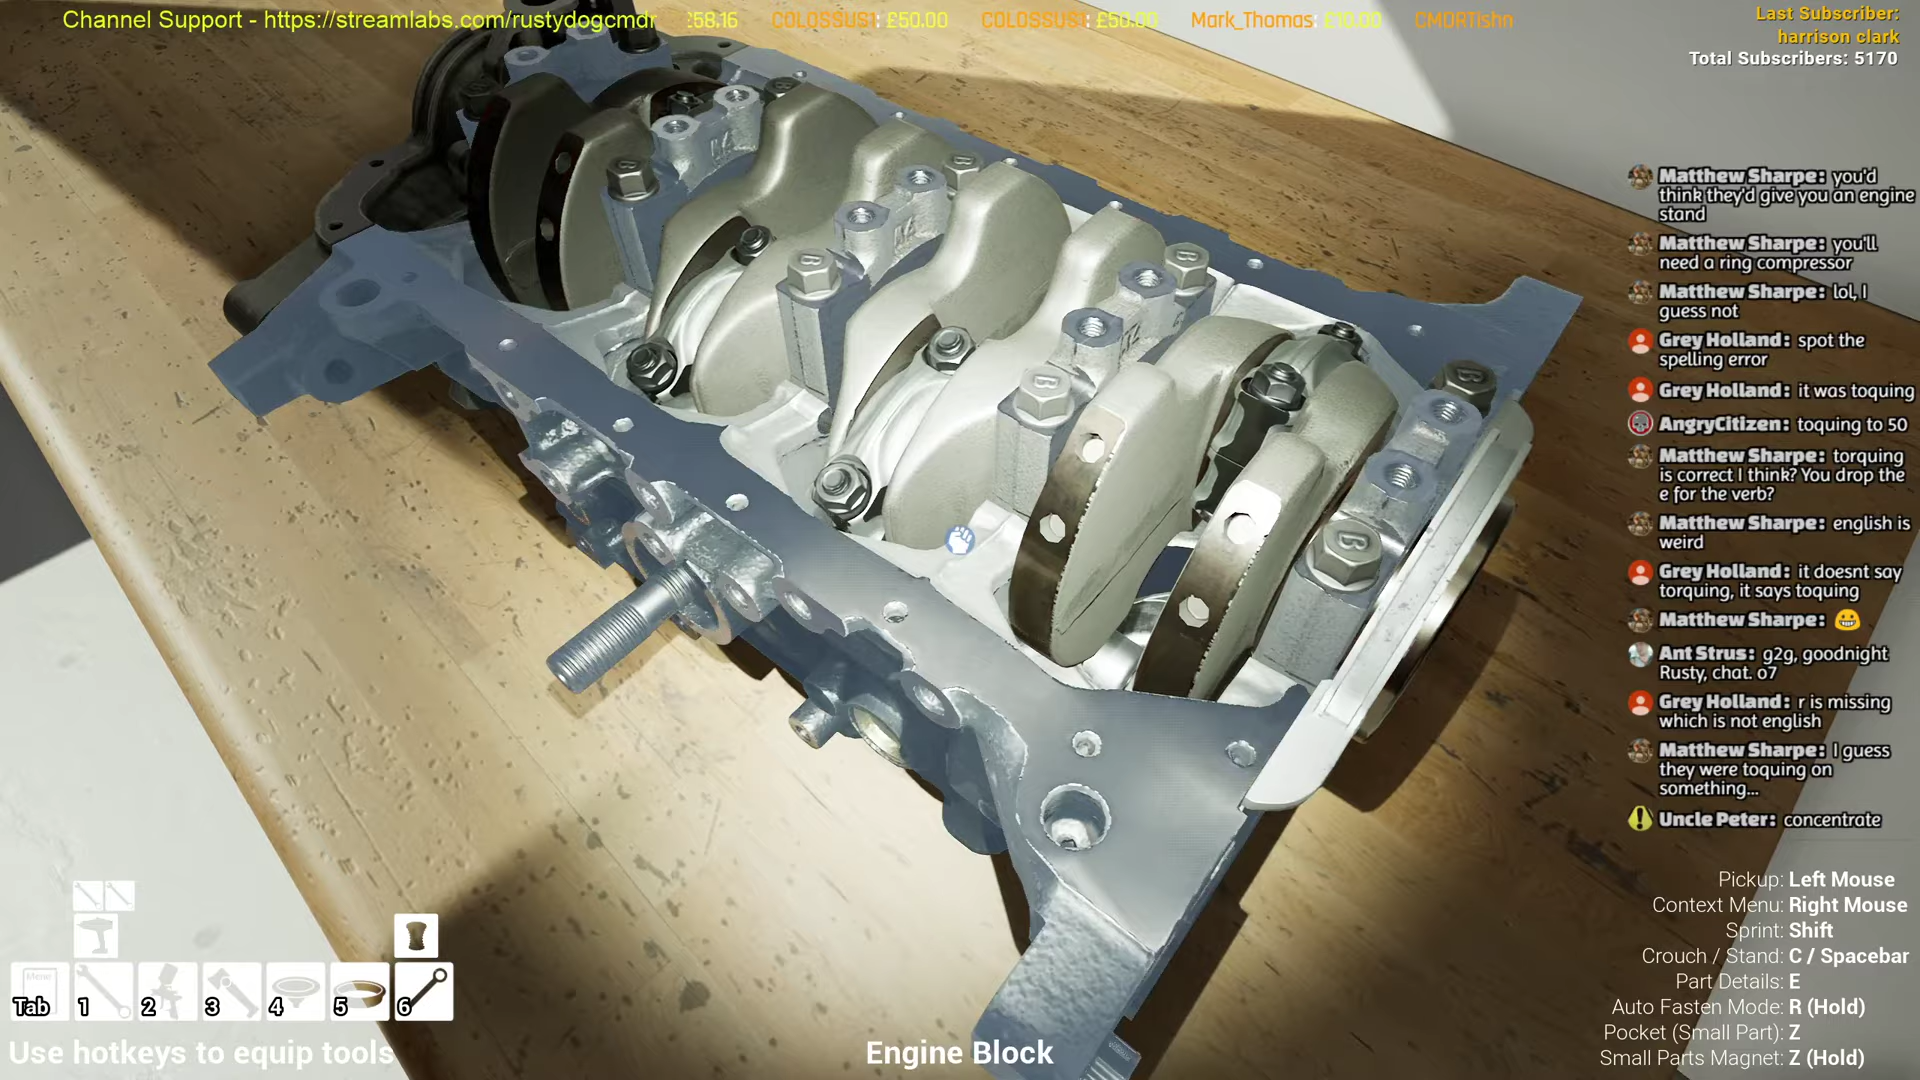 Channel Support - https://streamlabs.com/rustydogcmdr
£58.16 COLOSSUS1: £50.00 COLOSSUS1: £50.00 Mark_Thomas: £10.00 CMDRTishn
Last Subscriber:
harrison clark
Total Subscribers: 5170
Matthew Sharpe: you'd
think they'd give you an engine
stand
Matthew Sharpe: you'll
need a ring compressor
Matthew Sharpe: lol, I
guess not
Grey Holland: spot the
spelling error
Grey Holland: it was toquing
AngryCitizen: toquing to 50
Matthew Sharpe: torquing
is correct I think? You drop the
e for the verb?
Matthew Sharpe: english is
weird
Grey Holland: it doesnt say
torquing, it says toquing
Matthew Sharpe: 😀
Ant Strus: g2g, goodnight
Rusty, chat. o7
Grey Holland: r is missing
which is not english
Matthew Sharpe: I guess
they were toquing on
something...
Uncle Peter: concentrate
Pickup: Left Mouse
Context Menu: Right Mouse
Sprint: Shift
Crouch / Stand: C / Spacebar
Part Details: E
Auto Fasten Mode: R (Hold)
Pocket (Small Part): Z
Small Parts Magnet: Z (Hold)
B
B
B
B
B
B
Menu
Tab 1 2 3 4 5 6
Use hotkeys to equip tools
Engine Block